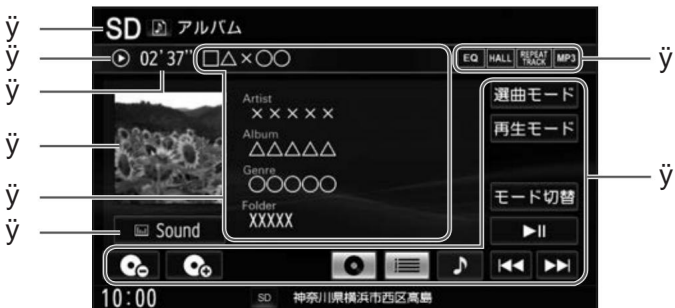 ÿ
SD アルバム
ÿ
02'37" □△×○○
EQ HALL REPEAT TRACK MP3
ÿ
ÿ
選曲モード
Artist
×××××
再生モード
ÿ
Album
△△△△△
Genre
○○○○○
ÿ
ÿ
モード切替
Folder
XXXXX
ÿ
Sound
10:00 SD 神奈川県横浜市西区高島